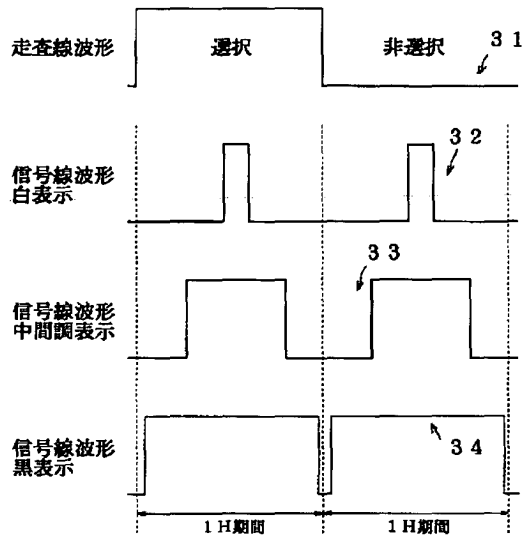 走査線波形
選択
非選択
31
信号線波形
白表示
32
信号線波形
中間調表示
33
信号線波形
黒表示
34
1H期間
1H期間